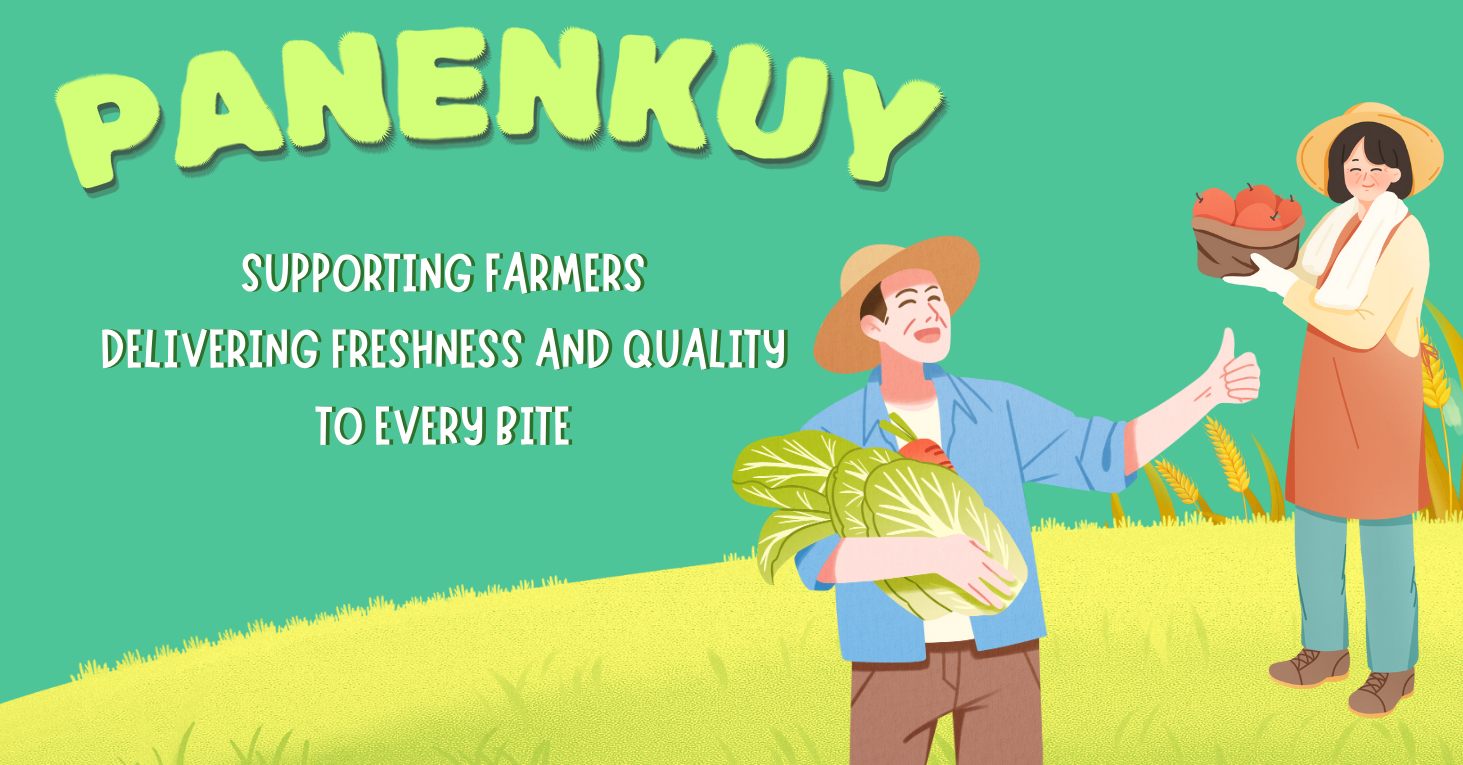 PANENKUY
SUPPORTING FARMERS
DELIVERING FRESHNESS AND QUALITY
TO EVERY BITE